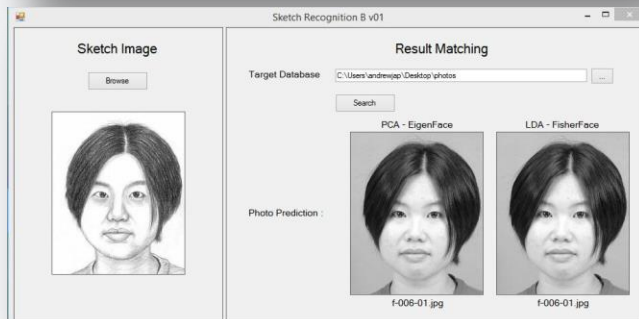 Sketch Recognition B v01
Sketch Image
Browse
Result Matching
Target Database
C:\Users\andrewjap\Desktop\photos
...
Search
PCA - EigenFace
LDA - FisherFace
Photo Prediction :
f-006-01.jpg
f-006-01.jpg